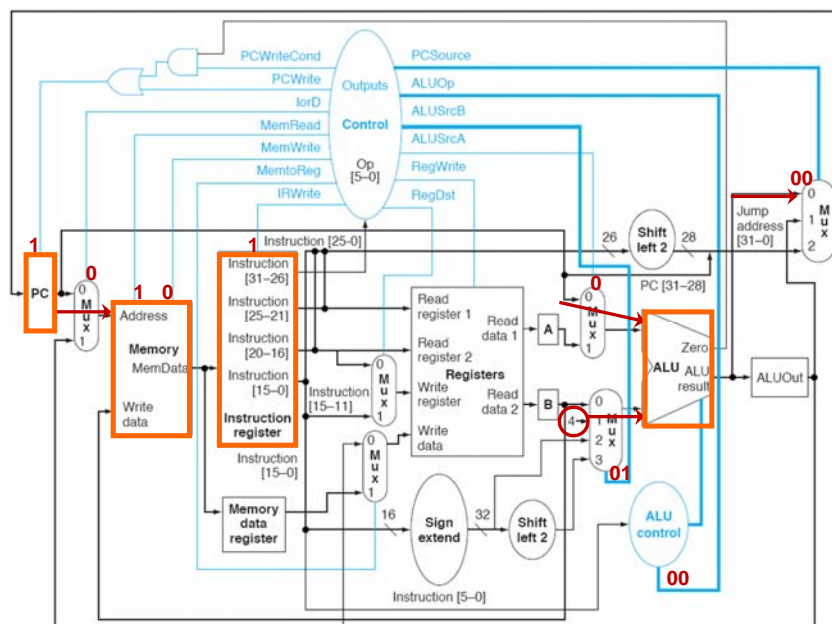 PCWriteCond
PCWrite
IorD
MemRead
MemWrite
MemtoReg
IRWrite
Outputs
Control
Op
[5–0]
PCSource
ALUOp
ALUSrcB
ALUSrcA
RegWrite
RegDst
00
0
1
2
M
u
x
Jump
address
[31–0]
26
Shift
left 2
28
PC [31–28]
Instruction [25-0]
1
PC
0
0
M
u
x
1
1 0
Address
Memory
MemData
Write
data
1
Instruction
[31–26]
Instruction
[25–21]
Instruction
[20–16]
Instruction
[15–0]
Instruction
register
Instruction
[15–11]
Instruction
[15–0]
0
M
u
x
1
0
M
u
x
1
Read
register 1
Read
register 2
Write
register
Write
data
Registers
Read
data 1
Read
data 2
A
B
4
0
0
M
u
x
1
0
1
2
3
M
u
x
01
Zero
ALU
ALU
result
ALUOut
Memory
data
register
16
Sign
extend
32
Shift
left 2
ALU
control
00
Instruction [5–0]